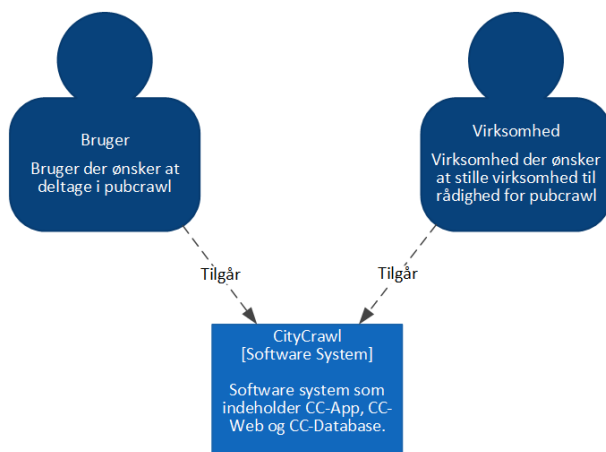 Bruger
Bruger der ønsker at
deltage i pubcrawl
Virksomhed
Virksomhed der ønsker
at stille virksomhed til
rådighed for pubcrawl
Tilgår
Tilgår
CityCrawl
[Software System]
Software system som
indeholder CC-App, CC-
Web og CC-Database.